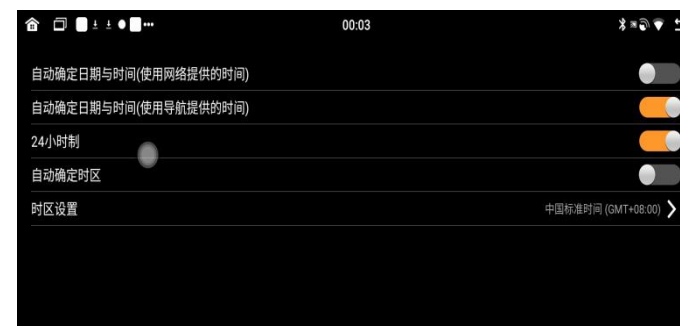 00:03
自动确定日期与时间(使用网络提供的时间)
自动确定日期与时间(使用导航提供的时间)
24小时制
自动确定时区
时区设置
中国标准时间 (GMT+08:00)